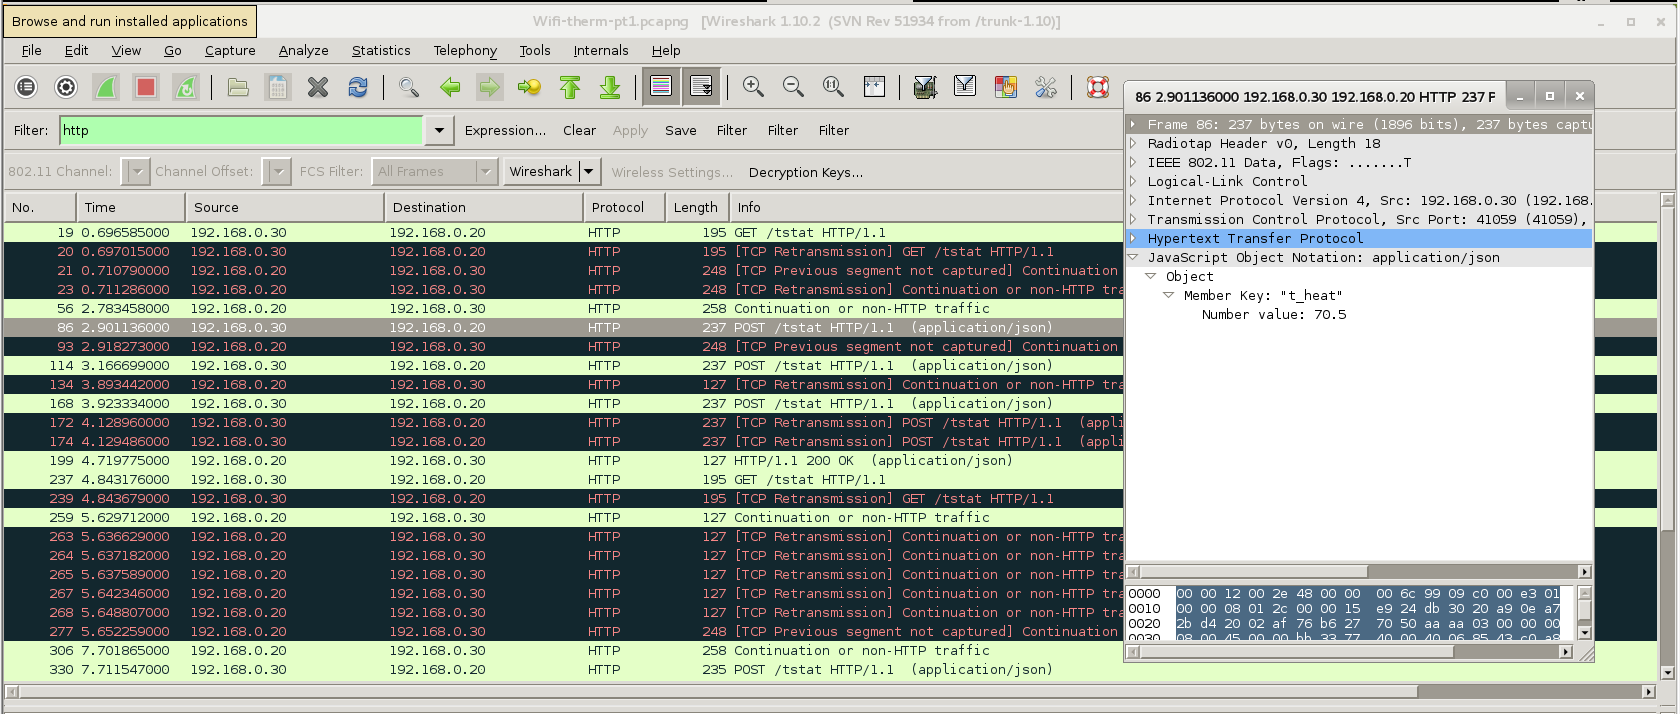 Browse and run installed applications
Wifi-therm-pt1.pcapng [Wireshark 1.10.2 (SVN Rev 51934 from /trunk-1.10)]
File Edit View Go Capture Analyze Statistics Telephony Tools Internals Help
Filter: http Expression... Clear Apply Save Filter Filter Filter
802.11 Channel: Channel Offset: FCS Filter: All Frames Wireshark Wireless Settings... Decryption Keys...
No. Time Source Destination Protocol Length Info
19 0.696585000 192.168.0.30 192.168.0.20 HTTP 195 GET /tstat HTTP/1.1
20 0.697015000 192.168.0.30 192.168.0.20 HTTP 195 [TCP Retransmission] GET /tstat HTTP/1.1
21 0.710790000 192.168.0.20 192.168.0.30 HTTP 248 [TCP Previous segment not captured] Continuation
23 0.711286000 192.168.0.20 192.168.0.30 HTTP 248 [TCP Retransmission] Continuation or non-HTTP tra
56 2.783458000 192.168.0.20 192.168.0.30 HTTP 258 Continuation or non-HTTP traffic
86 2.901136000 192.168.0.30 192.168.0.20 HTTP 237 POST /tstat HTTP/1.1 (application/json)
93 2.918273000 192.168.0.20 192.168.0.30 HTTP 248 [TCP Previous segment not captured] Continuation
114 3.166699000 192.168.0.30 192.168.0.20 HTTP 237 POST /tstat HTTP/1.1 (application/json)
134 3.893442000 192.168.0.20 192.168.0.30 HTTP 127 [TCP Retransmission] Continuation or non-HTTP tra
168 3.923334000 192.168.0.30 192.168.0.20 HTTP 237 POST /tstat HTTP/1.1 (application/json)
172 4.128960000 192.168.0.30 192.168.0.20 HTTP 237 [TCP Retransmission] POST /tstat HTTP/1.1 (appli
174 4.129486000 192.168.0.30 192.168.0.20 HTTP 237 [TCP Retransmission] POST /tstat HTTP/1.1 (appli
199 4.719775000 192.168.0.20 192.168.0.30 HTTP 127 HTTP/1.1 200 OK (application/json)
237 4.843176000 192.168.0.30 192.168.0.20 HTTP 195 GET /tstat HTTP/1.1
239 4.843679000 192.168.0.30 192.168.0.20 HTTP 195 [TCP Retransmission] GET /tstat HTTP/1.1
259 5.629712000 192.168.0.20 192.168.0.30 HTTP 127 Continuation or non-HTTP traffic
263 5.636629000 192.168.0.20 192.168.0.30 HTTP 127 [TCP Retransmission] Continuation or non-HTTP tra
264 5.637182000 192.168.0.20 192.168.0.30 HTTP 127 [TCP Retransmission] Continuation or non-HTTP tra
265 5.637589000 192.168.0.20 192.168.0.30 HTTP 127 [TCP Retransmission] Continuation or non-HTTP tra
267 5.642346000 192.168.0.20 192.168.0.30 HTTP 127 [TCP Retransmission] Continuation or non-HTTP tra
268 5.648807000 192.168.0.20 192.168.0.30 HTTP 127 [TCP Retransmission] Continuation or non-HTTP tra
277 5.652259000 192.168.0.20 192.168.0.30 HTTP 248 [TCP Previous segment not captured] Continuation
306 7.701865000 192.168.0.20 192.168.0.30 HTTP 258 Continuation or non-HTTP traffic
330 7.711547000 192.168.0.30 192.168.0.20 HTTP 235 POST /tstat HTTP/1.1 (application/json)
86 2.901136000 192.168.0.30 192.168.0.20 HTTP 237 P
Frame 86: 237 bytes on wire (1896 bits), 237 bytes captu
Radiotap Header v0, Length 18
IEEE 802.11 Data, Flags: .......T
Logical-Link Control
Internet Protocol Version 4, Src: 192.168.0.30 (192.168.
Transmission Control Protocol, Src Port: 41059 (41059),
Hypertext Transfer Protocol
JavaScript Object Notation: application/json
Object
Member Key: "t_heat"
Number value: 70.5
0000 00 00 12 00 2e 48 00 00 00 6c 99 09 c0 00 e3 01
0010 00 00 08 01 2c 00 00 15 e9 24 db 30 20 a9 0e a7
0020 2b d4 20 02 af 76 b6 27 70 50 aa aa 03 00 00 00
0030 08 00 45 00 00 bb 33 77 40 00 40 06 85 43 c0 a8